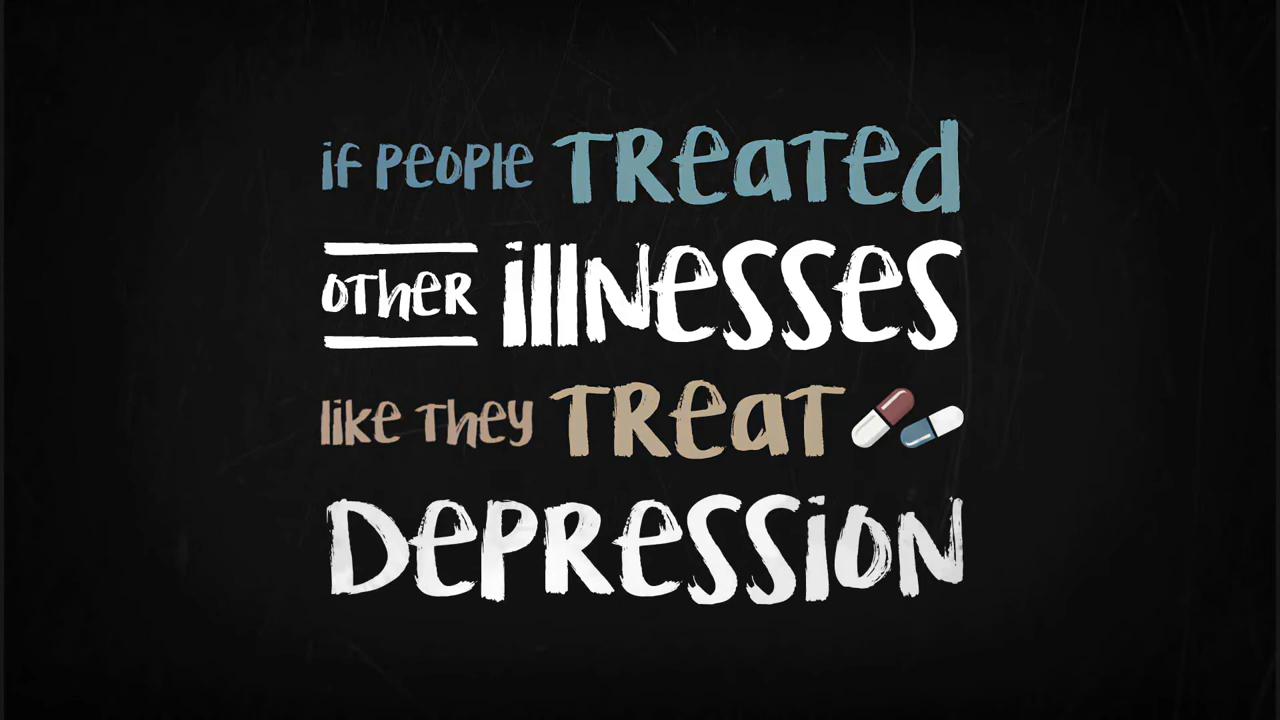 if people TReaTed
oTheR illNesses
like They TReaT
DepRession